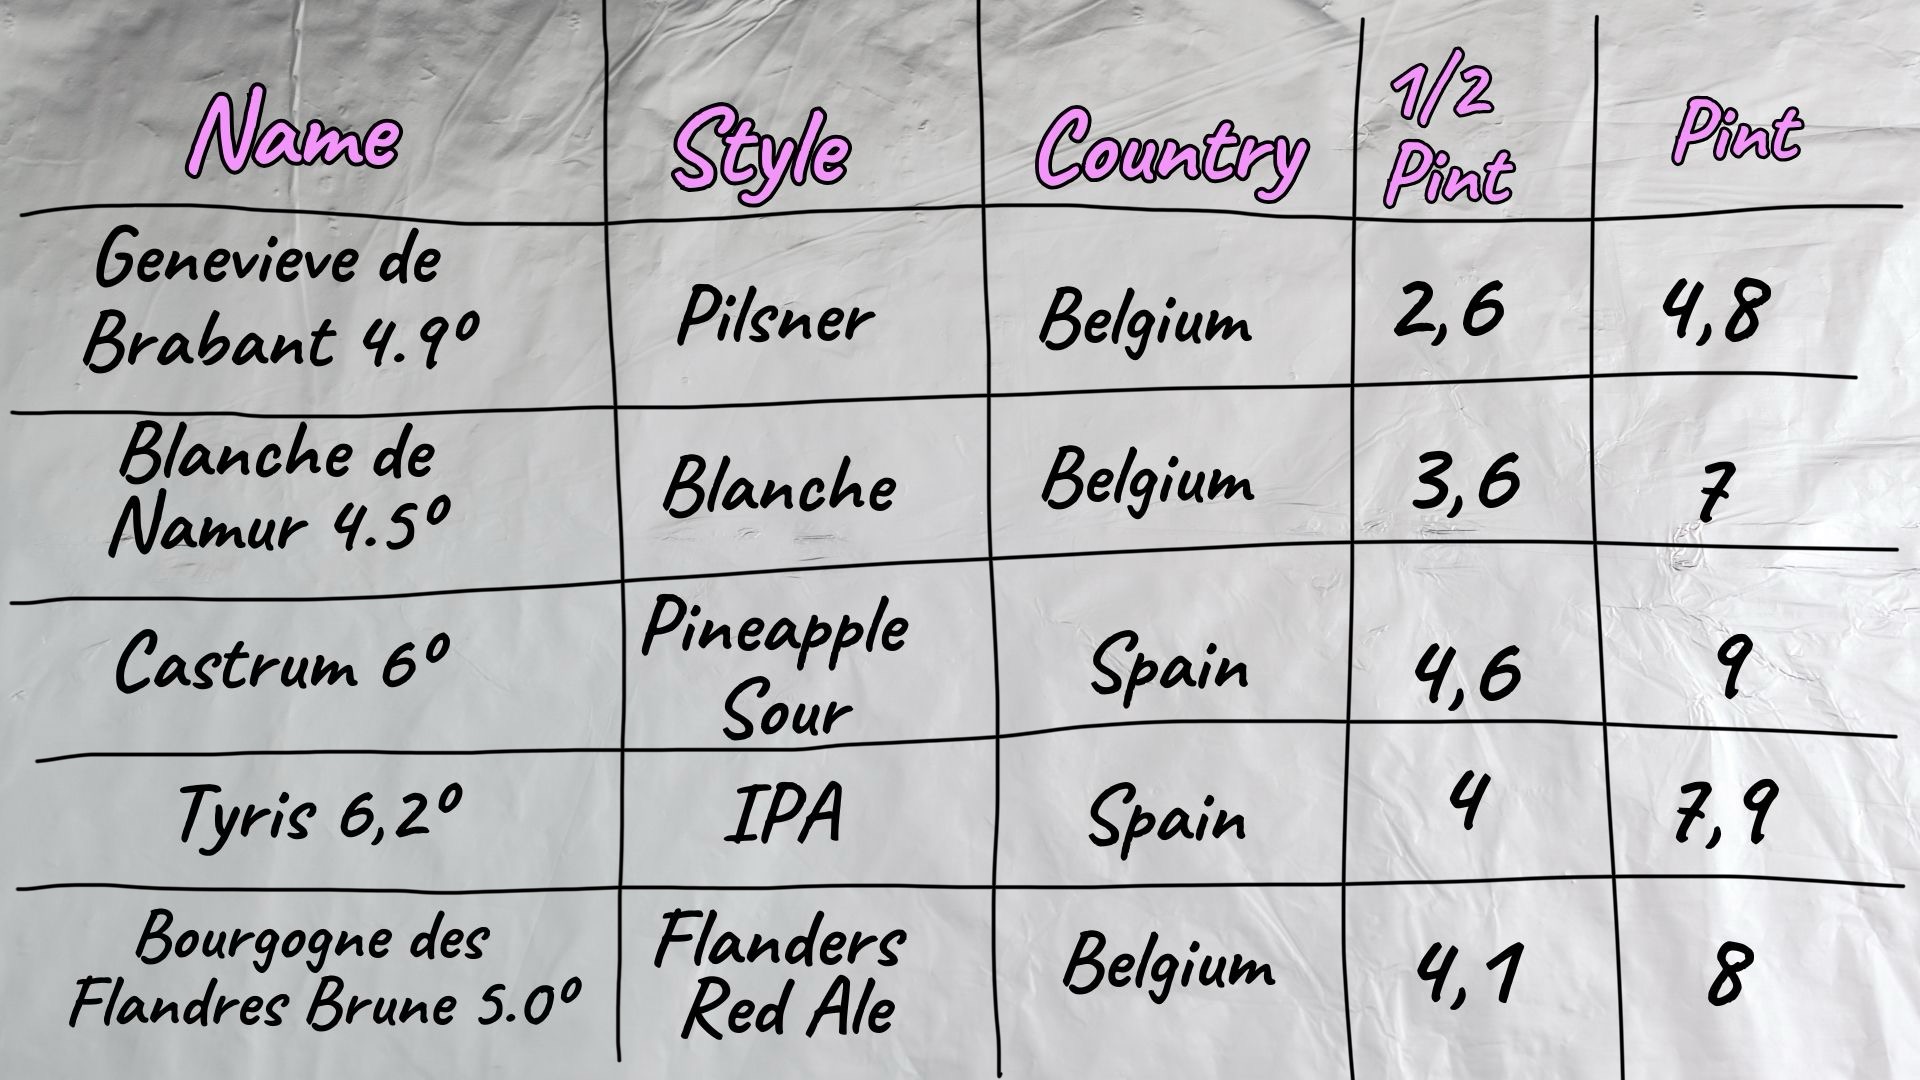 Name
Style
Country
1/2
Pint
Pint
Genevieve de
Brabant 4.9º
Pilsner
Belgium
2,6
4,8
Blanche de
Namur 4.5º
Blanche
Belgium
3,6
7
Castrum 6º
Pineapple
Sour
Spain
4,6
9
Tyris 6,2º
IPA
Spain
4
7,9
Bourgogne des
Flandres Brune 5.0º
Flanders
Red Ale
Belgium
4,1
8